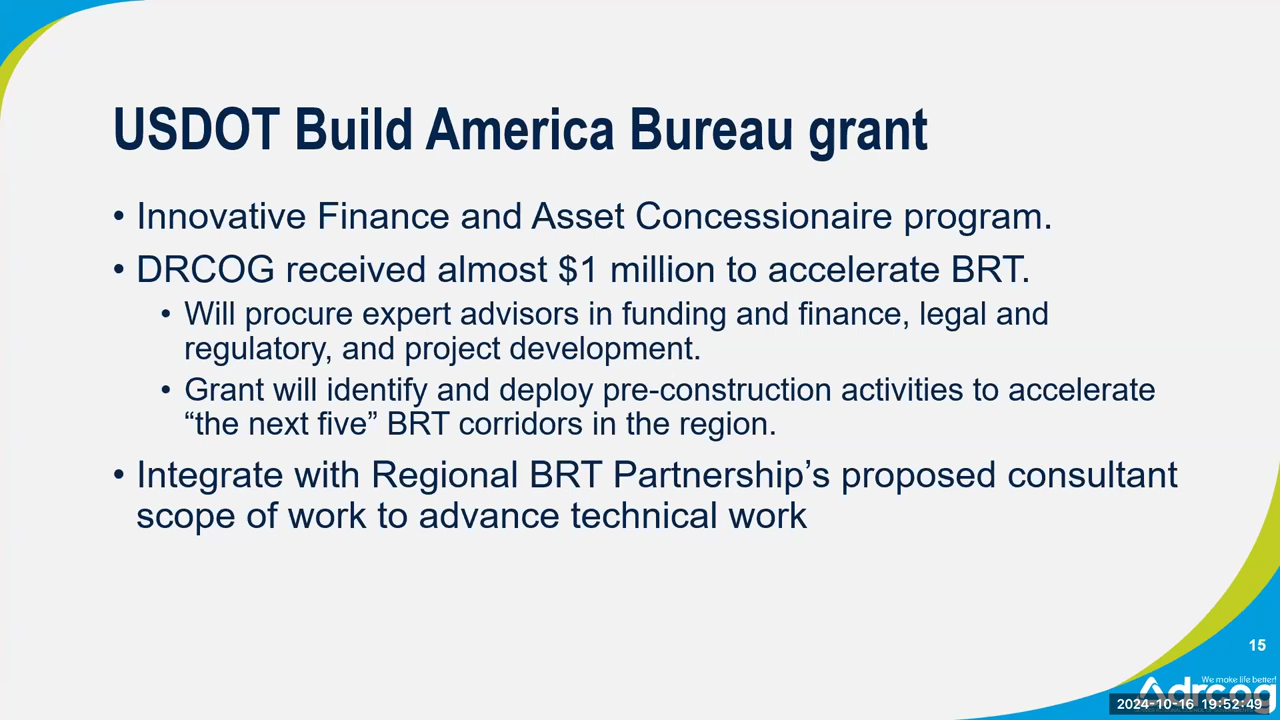 USDOT Build America Bureau grant
• Innovative Finance and Asset Concessionaire program.
• DRCOG received almost $1 million to accelerate BRT.
• Will procure expert advisors in funding and finance, legal and
regulatory, and project development.
• Grant will identify and deploy pre-construction activities to accelerate
“the next five” BRT corridors in the region.
• Integrate with Regional BRT Partnership’s proposed consultant
scope of work to advance technical work
15
We make life better!
drcog
2024-10-16 19:52:49